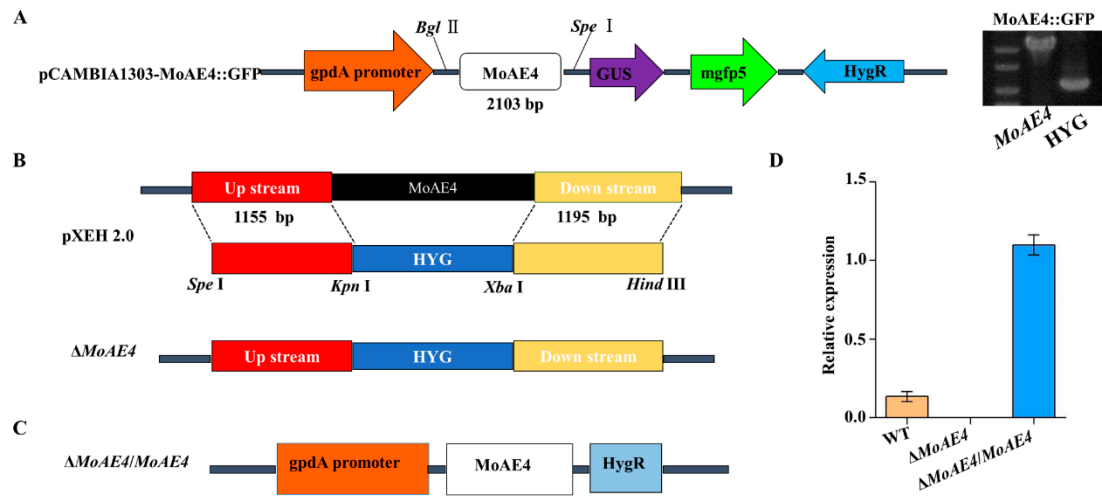 A
Bgl II
Spe I
MoAE4::GFP
pCAMBIA1303-MoAE4::GFP
gpdA promoter
MoAE4
GUS
mgfp5
HygR
2103 bp
MoAE4
HYG
B
Up stream
MoAE4
Down stream
1155 bp
1195 bp
pXEH 2.0
HYG
Spe I
Kpn I
Xba I
Hind III
ΔMoAE4
Up stream
HYG
Down stream
C
ΔMoAE4/MoAE4
gpdA promoter
MoAE4
HygR
D
Relative expression
1.5
1.0
0.5
0.0
WT
ΔMoAE4
ΔMoAE4/MoAE4